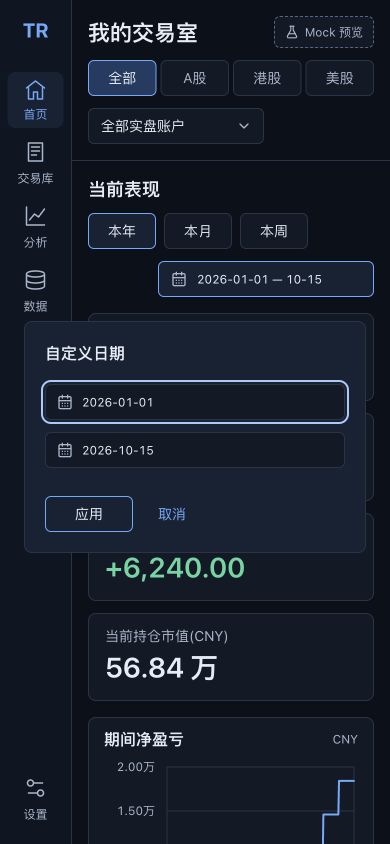 TR
我的交易室
Mock 预览
全部
A股
港股
美股
全部实盘账户
首页
交易库
分析
数据
当前表现
本年
本月
本周
2026-01-01 — 10-15
自定义日期
2026-01-01
2026-10-15
应用
取消
+6,240.00
当前持仓市值(CNY)
56.84 万
期间净盈亏
CNY
2.00万
1.50万
设置